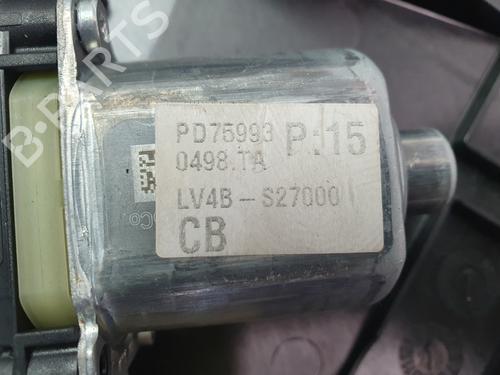 PD75993 P:15
0498.TA
LV4B-S27000
CB
B-PARTS